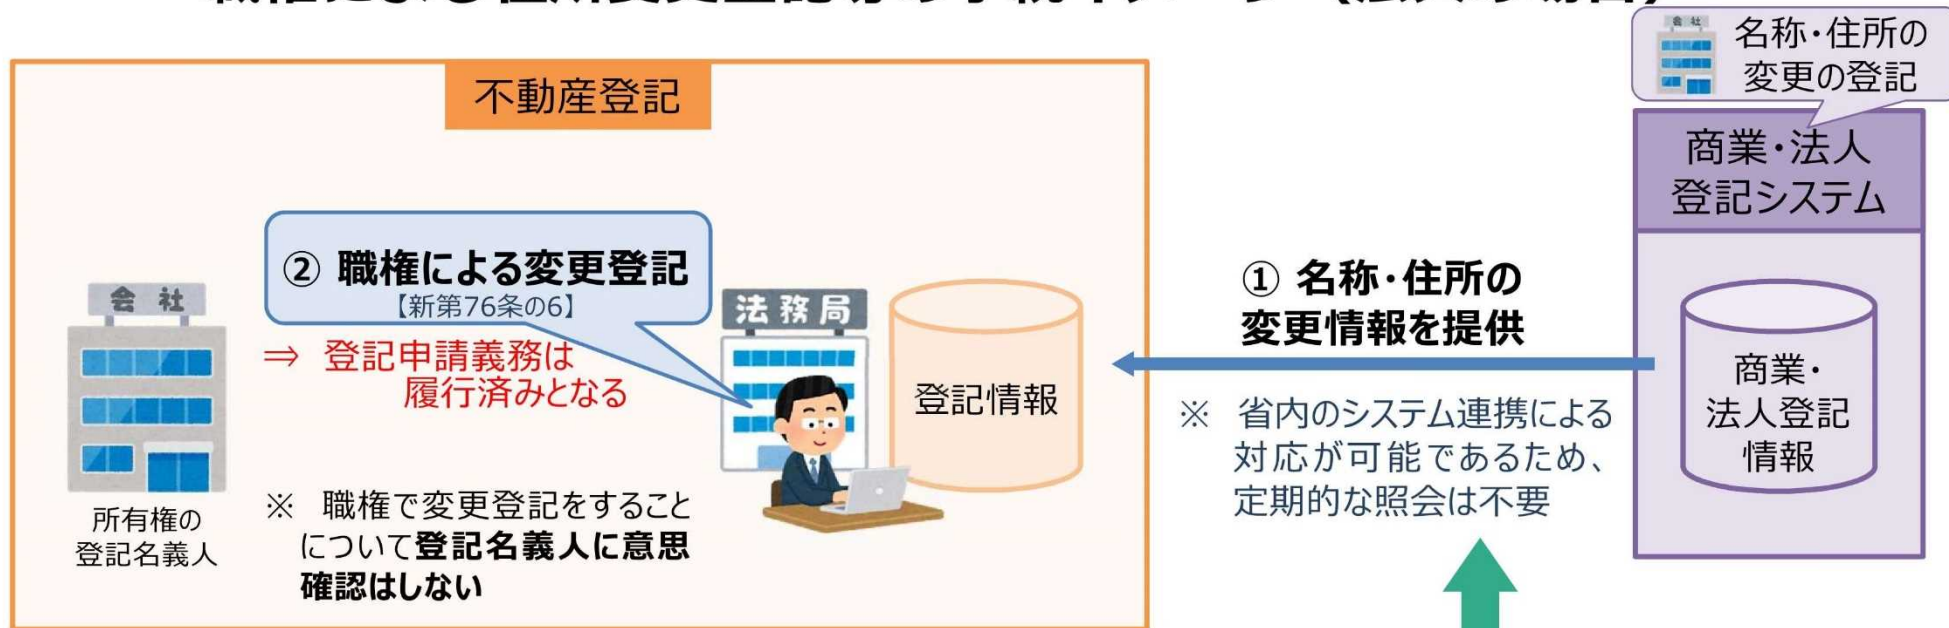 名称・住所の
変更の登記
会社
不動産登記
商業・法人
登記システム
② 職権による変更登記
【新第76条の6】
⇒ 登記申請義務は
履行済みとなる
会社
所有権の
登記名義人
※ 職権で変更登記をすること
について登記名義人に意思
確認はしない
法務局
登記情報
① 名称・住所の
変更情報を提供
※ 省内のシステム連携による
対応が可能であるため、
定期的な照会は不要
商業・
法人登記
情報